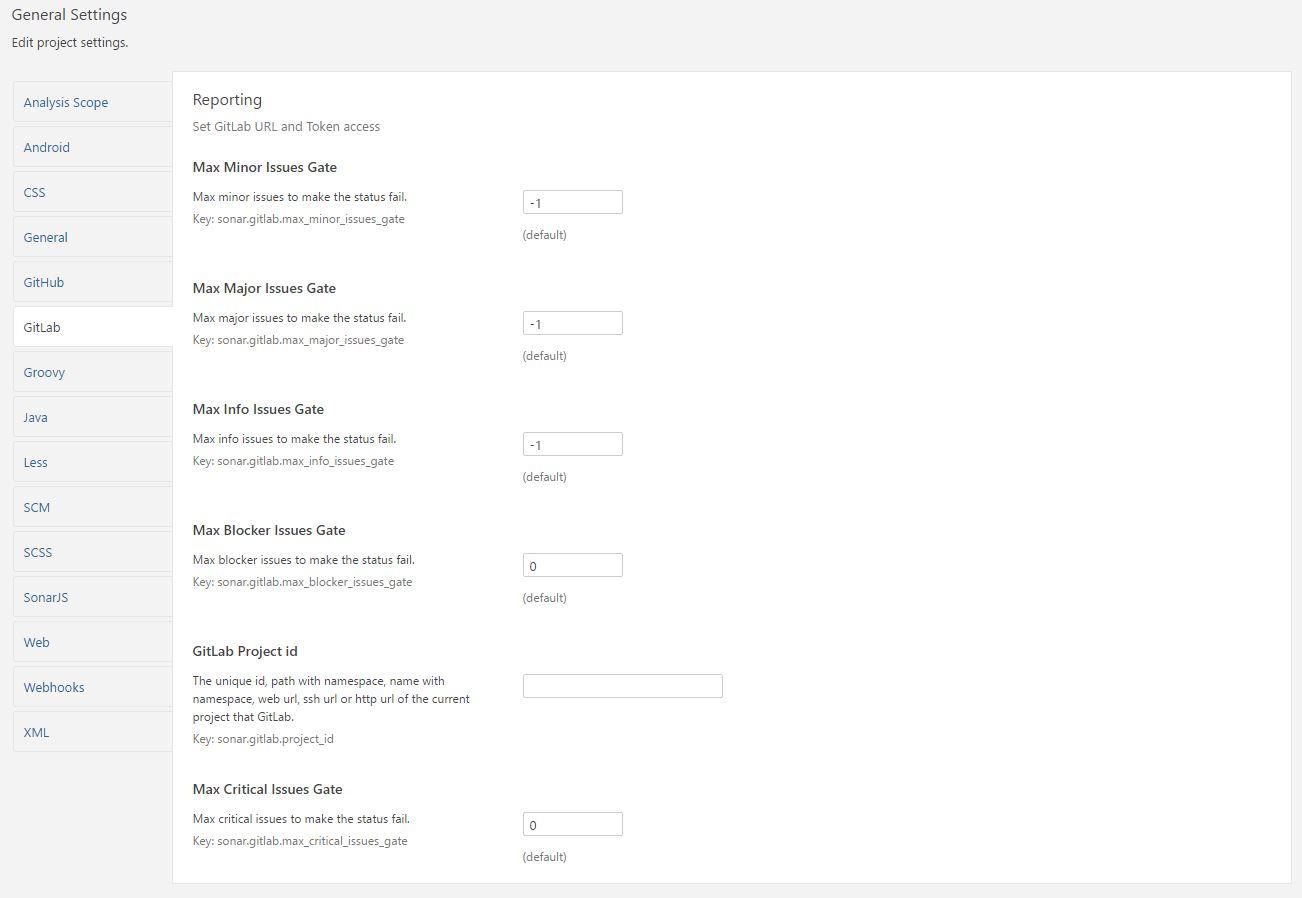 General Settings
Edit project settings.
Analysis Scope
Android
CSS
General
GitHub
GitLab
Groovy
Java
Less
SCM
SCSS
SonarJS
Web
Webhooks
XML
Reporting
Set GitLab URL and Token access
Max Minor Issues Gate
Max minor issues to make the status fail.
Key: sonar.gitlab.max_minor_issues_gate
-1
(default)
Max Major Issues Gate
Max major issues to make the status fail.
Key: sonar.gitlab.max_major_issues_gate
-1
(default)
Max Info Issues Gate
Max info issues to make the status fail.
Key: sonar.gitlab.max_info_issues_gate
-1
(default)
Max Blocker Issues Gate
Max blocker issues to make the status fail.
Key: sonar.gitlab.max_blocker_issues_gate
0
(default)
GitLab Project id
The unique id, path with namespace, name with
namespace, web url, ssh url or http url of the current
project that GitLab.
Key: sonar.gitlab.project_id
Max Critical Issues Gate
Max critical issues to make the status fail.
Key: sonar.gitlab.max_critical_issues_gate
0
(default)